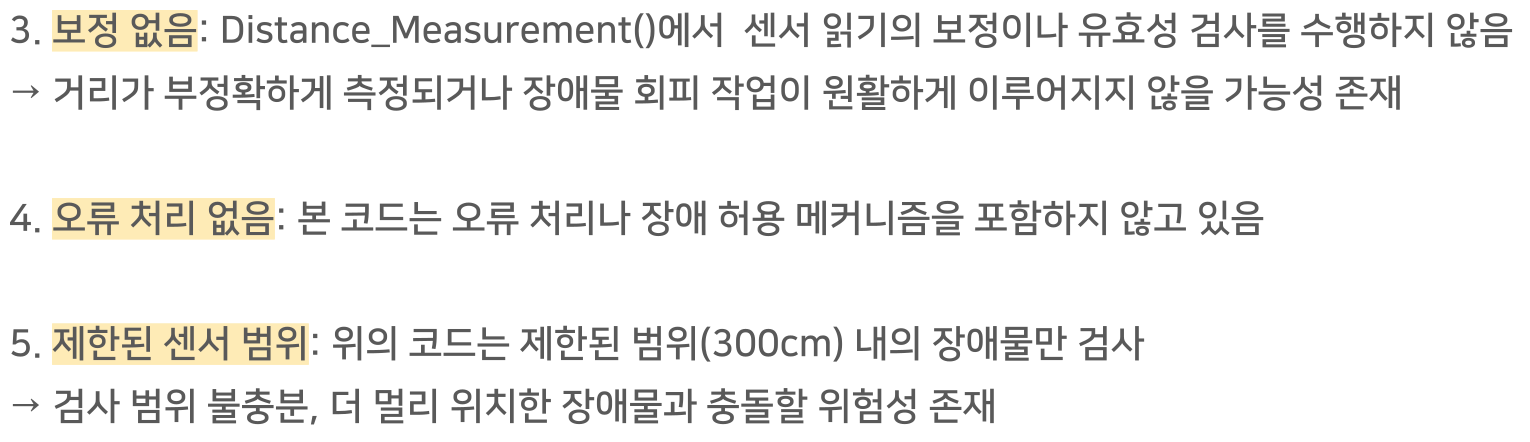 3. 보정 없음: Distance_Measurement()에서 센서 읽기의 보정이나 유효성 검사를 수행하지 않음
→ 거리가 부정확하게 측정되거나 장애물 회피 작업이 원활하게 이루어지지 않을 가능성 존재
4. 오류 처리 없음: 본 코드는 오류 처리나 장애 허용 메커니즘을 포함하지 않고 있음
5. 제한된 센서 범위: 위의 코드는 제한된 범위(300cm) 내의 장애물만 검사
→ 검사 범위 불충분, 더 멀리 위치한 장애물과 충돌할 위험성 존재